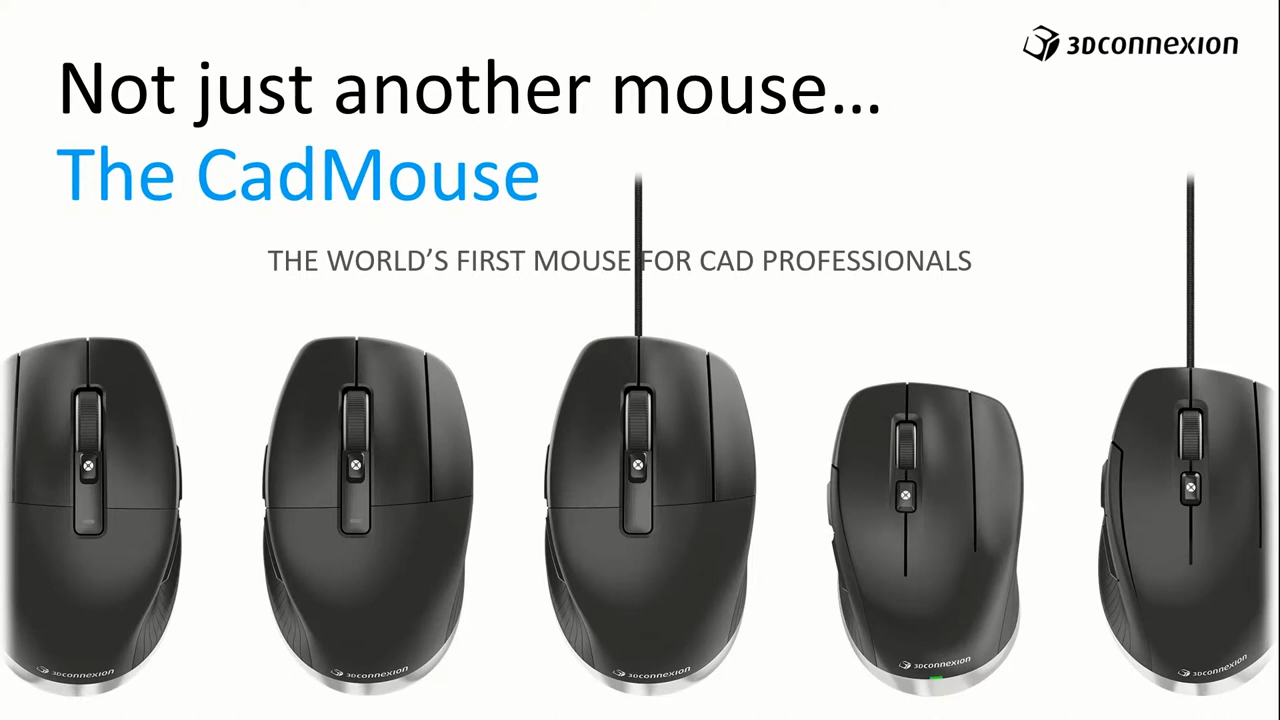 3DCONNEXION
Not just another mouse…
The CadMouse
THE WORLD’S FIRST MOUSE FOR CAD PROFESSIONALS
3DCONNEXION
3DCONNEXION
3DCONNEXION
3DCONNEXION
3DCONNEXION